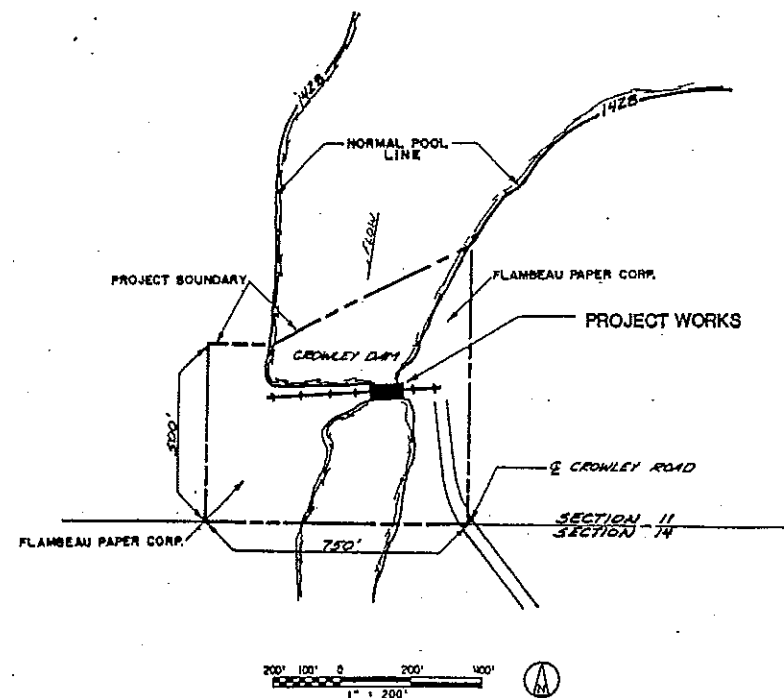 1428
1428
NORMAL POOL
LINE
FLOW
PROJECT BOUNDARY
FLAMBEAU PAPER CORP.
PROJECT WORKS
CROWLEY DAM
500'
℄ CROWLEY ROAD
SECTION 11
SECTION 14
FLAMBEAU PAPER CORP.
750'
200' 100' 0 200' 400'
1" = 200'
N